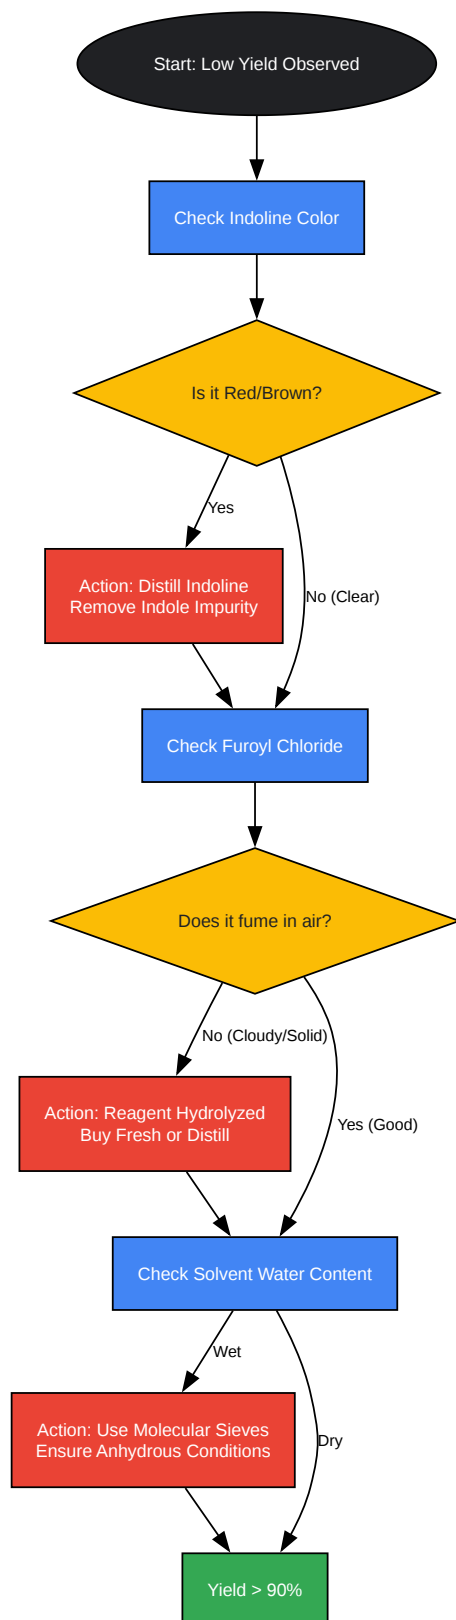 Start: Low Yield Observed
Check Indoline Color
Is it Red/Brown?
Yes
Action: Distill Indoline
Remove Indole Impurity
No (Clear)
Check Furoyl Chloride
Does it fume in air?
No (Cloudy/Solid)
Action: Reagent Hydrolyzed
Buy Fresh or Distill
Yes (Good)
Check Solvent Water Content
Wet
Action: Use Molecular Sieves
Ensure Anhydrous Conditions
Dry
Yield > 90%